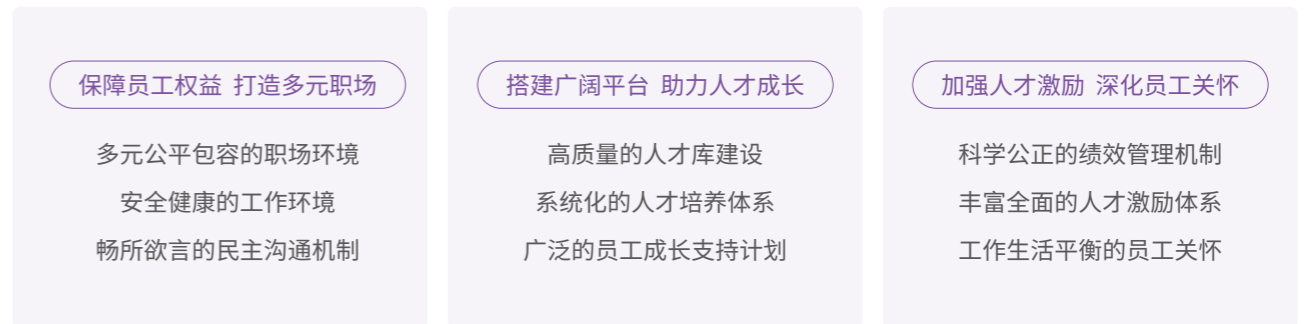 保障员工权益 打造多元职场
多元公平包容的职场环境
安全健康的工作环境
畅所欲言的民主沟通机制
搭建广阔平台 助力人才成长
高质量的人才库建设
系统化的人才培养体系
广泛的员工成长支持计划
加强人才激励 深化员工关怀
科学公正的绩效管理机制
丰富全面的人才激励体系
工作生活平衡的员工关怀